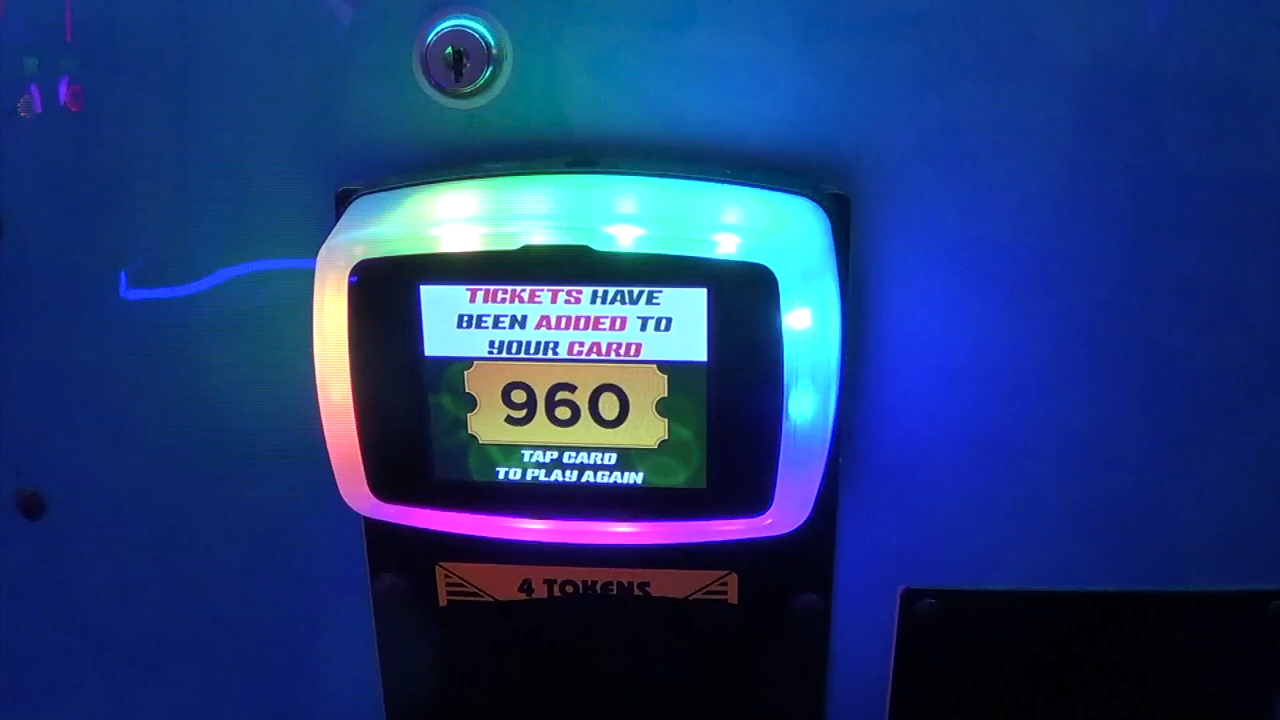 TICKETS HAVE
BEEN ADDED TO
YOUR CARD
960
TAP CARD
TO PLAY AGAIN
4 TOKENS